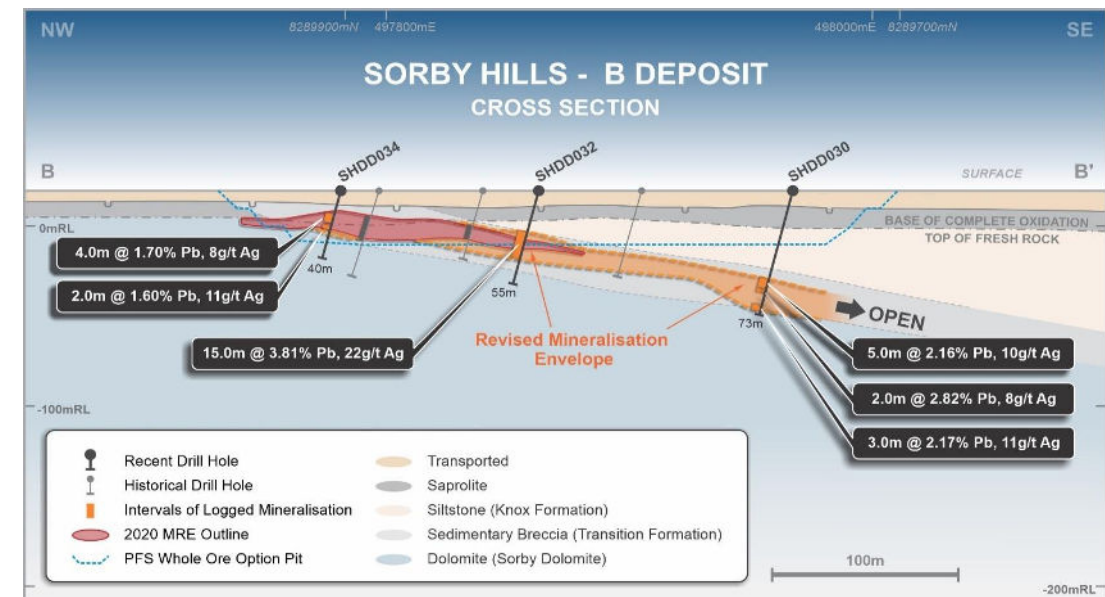 NW
8289900mN
497800mE
498000mE
8289700mN
SE
SORBY HILLS - B DEPOSIT
CROSS SECTION
B
SHDD034
SHDD032
SHDD030
SURFACE
B'
0mRL
BASE OF COMPLETE OXIDATION
TOP OF FRESH ROCK
4.0m @ 1.70% Pb, 8g/t Ag
40m
2.0m @ 1.60% Pb, 11g/t Ag
55m
15.0m @ 3.81% Pb, 22g/t Ag
Revised Mineralisation
Envelope
73m
OPEN
5.0m @ 2.16% Pb, 10g/t Ag
2.0m @ 2.82% Pb, 8g/t Ag
3.0m @ 2.17% Pb, 11g/t Ag
-100mRL
Recent Drill Hole
Historical Drill Hole
Intervals of Logged Mineralisation
2020 MRE Outline
PFS Whole Ore Option Pit
Transported
Saprolite
Siltstone (Knox Formation)
Sedimentary Breccia (Transition Formation)
Dolomite (Sorby Dolomite)
100m
-200mRL